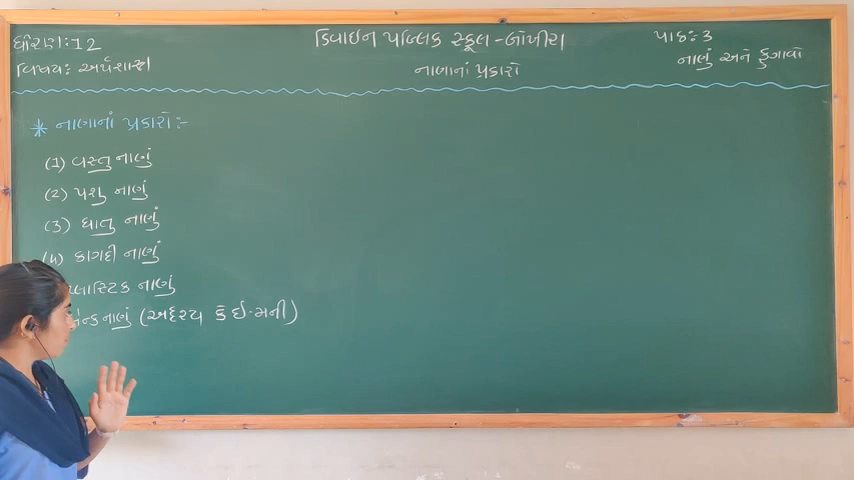 ધોરણ:12
ડિવાઇન પબ્લિક સ્કૂલ-બોખીરા
પાઠ:-3
વિષય: અર્થશાસ્ત્ર
નાણાનાં પ્રકારો
નાણું અને ફુગાવો
* નાણાનાં પ્રકારો:-
(1) વસ્તુ નાણું
(2) પશુ નાણું
(3) ધાતુ નાણું
(4) કાગદી નાણું
પ્લાસ્ટિક નાણું
બેન્ક નાણું (અદૃશ્ય કે ઇ-મની)